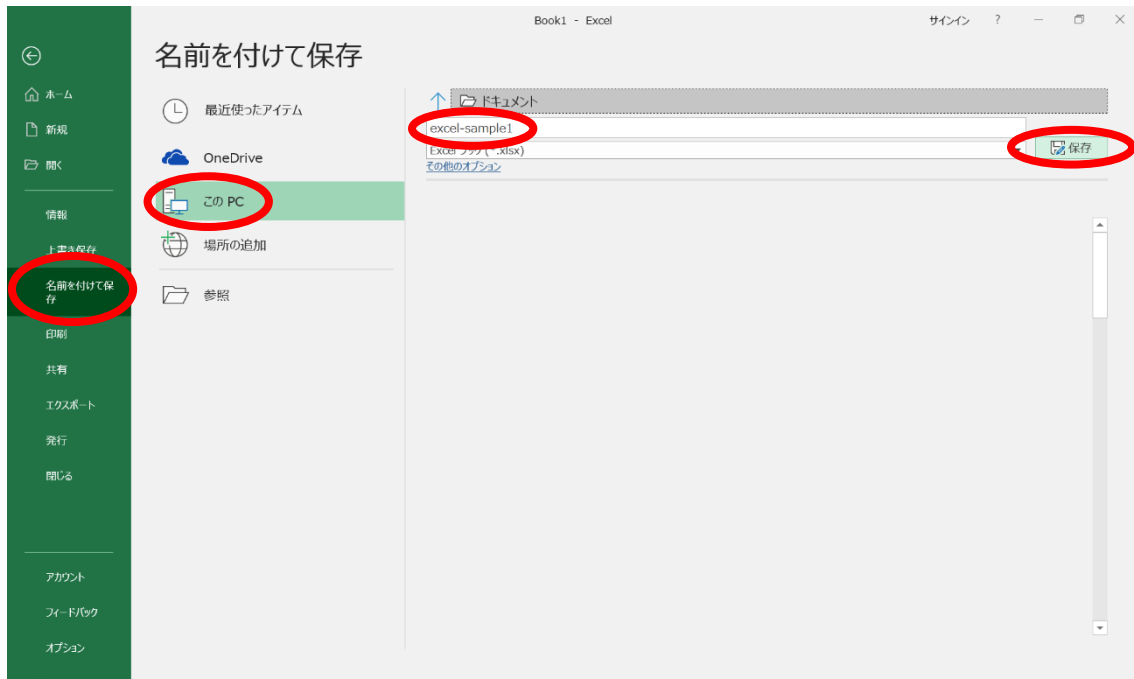 Book1 - Excel
サインイン ?
名前を付けて保存
ホーム
新規
開く
情報
上書き保存
名前を付けて保
存
印刷
共有
エクスポート
発行
閉じる
アカウント
フィードバック
オプション
最近使ったアイテム
OneDrive
この PC
場所の追加
参照
ドキュメント
excel-sample1
Excel ブック (*.xlsx)
その他のオプション
保存